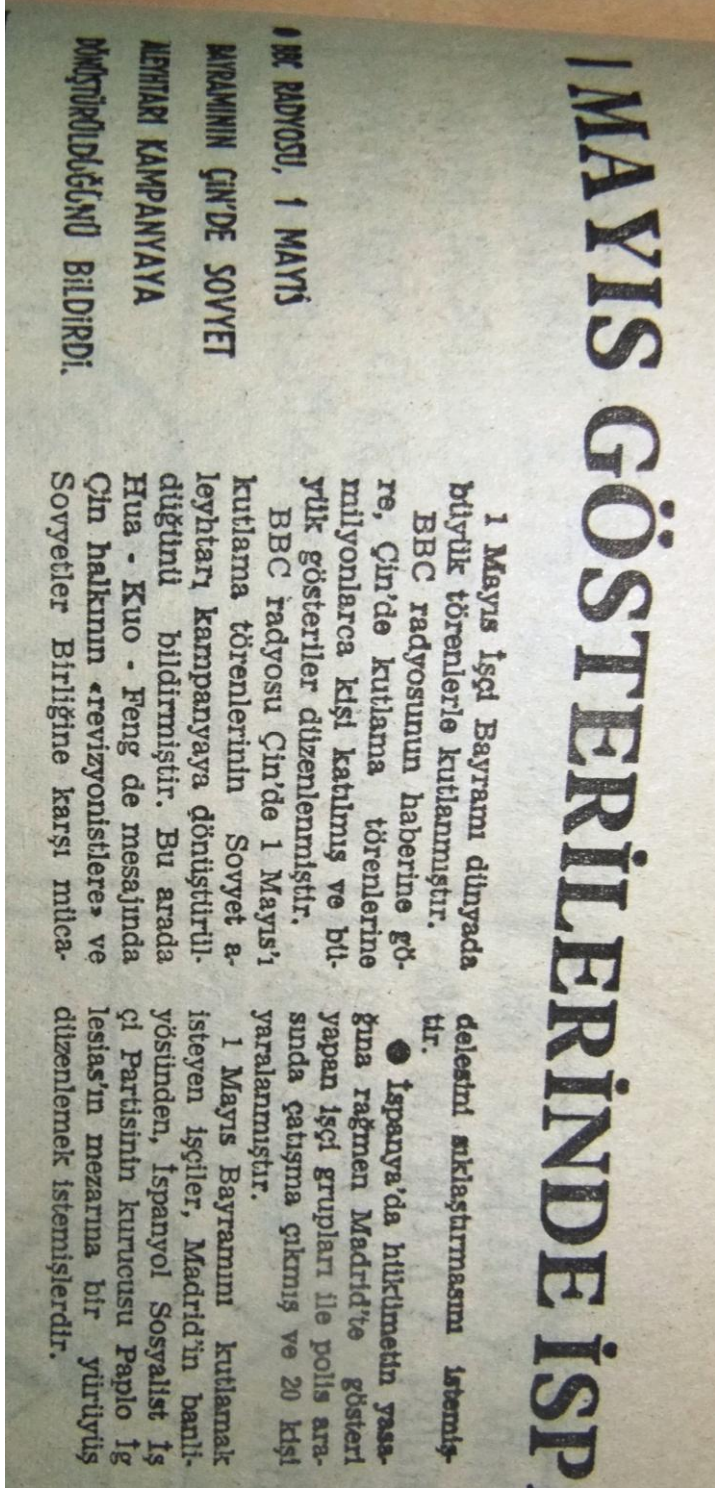 1 MAYIS GÖSTERİLERİNDE İSP
● BBC RADYOSU, 1 MAYIS
BAYRAMININ ÇİN'DE SOVYET
ALEYHTARI KAMPANYAYA
DÖNÜŞTÜRÜLDÜĞÜNÜ BİLDİRDİ.
1 Mayıs İşçi Bayramı dünyada
büyük törenlerle kutlanmıştır.
BBC radyosunun haberine gö-
re, Çin'de kutlama törenlerine
milyonlarca kişi katılmış ve bü-
yük gösteriler düzenlenmiştir.
BBC radyosu Çin'de 1 Mayıs'ı
kutlama törenlerinin Sovyet a-
leyhtarı kampanyaya dönüştürül-
düğünü bildirmiştir. Bu arada
Hua - Kuo - Feng de mesajında
Çin halkının «revizyonistlere» ve
Sovyetler Birliğine karşı müca-
delesini sıklaştırmasını istemiş-
tir.
● İspanya'da hükümetin yasa-
ğına rağmen Madrid'te gösteri
yapan işçi grupları ile polis ara-
sında çatışma çıkmış ve 20 kişi
yaralanmıştır.
1 Mayıs Bayramını kutlamak
isteyen işçiler, Madrid'in banli-
yösünden, İspanyol Sosyalist İş
çi Partisinin kurucusu Paplo İg
lesias'ın mezarına bir yürüyüş
düzenlemek istemişlerdir.